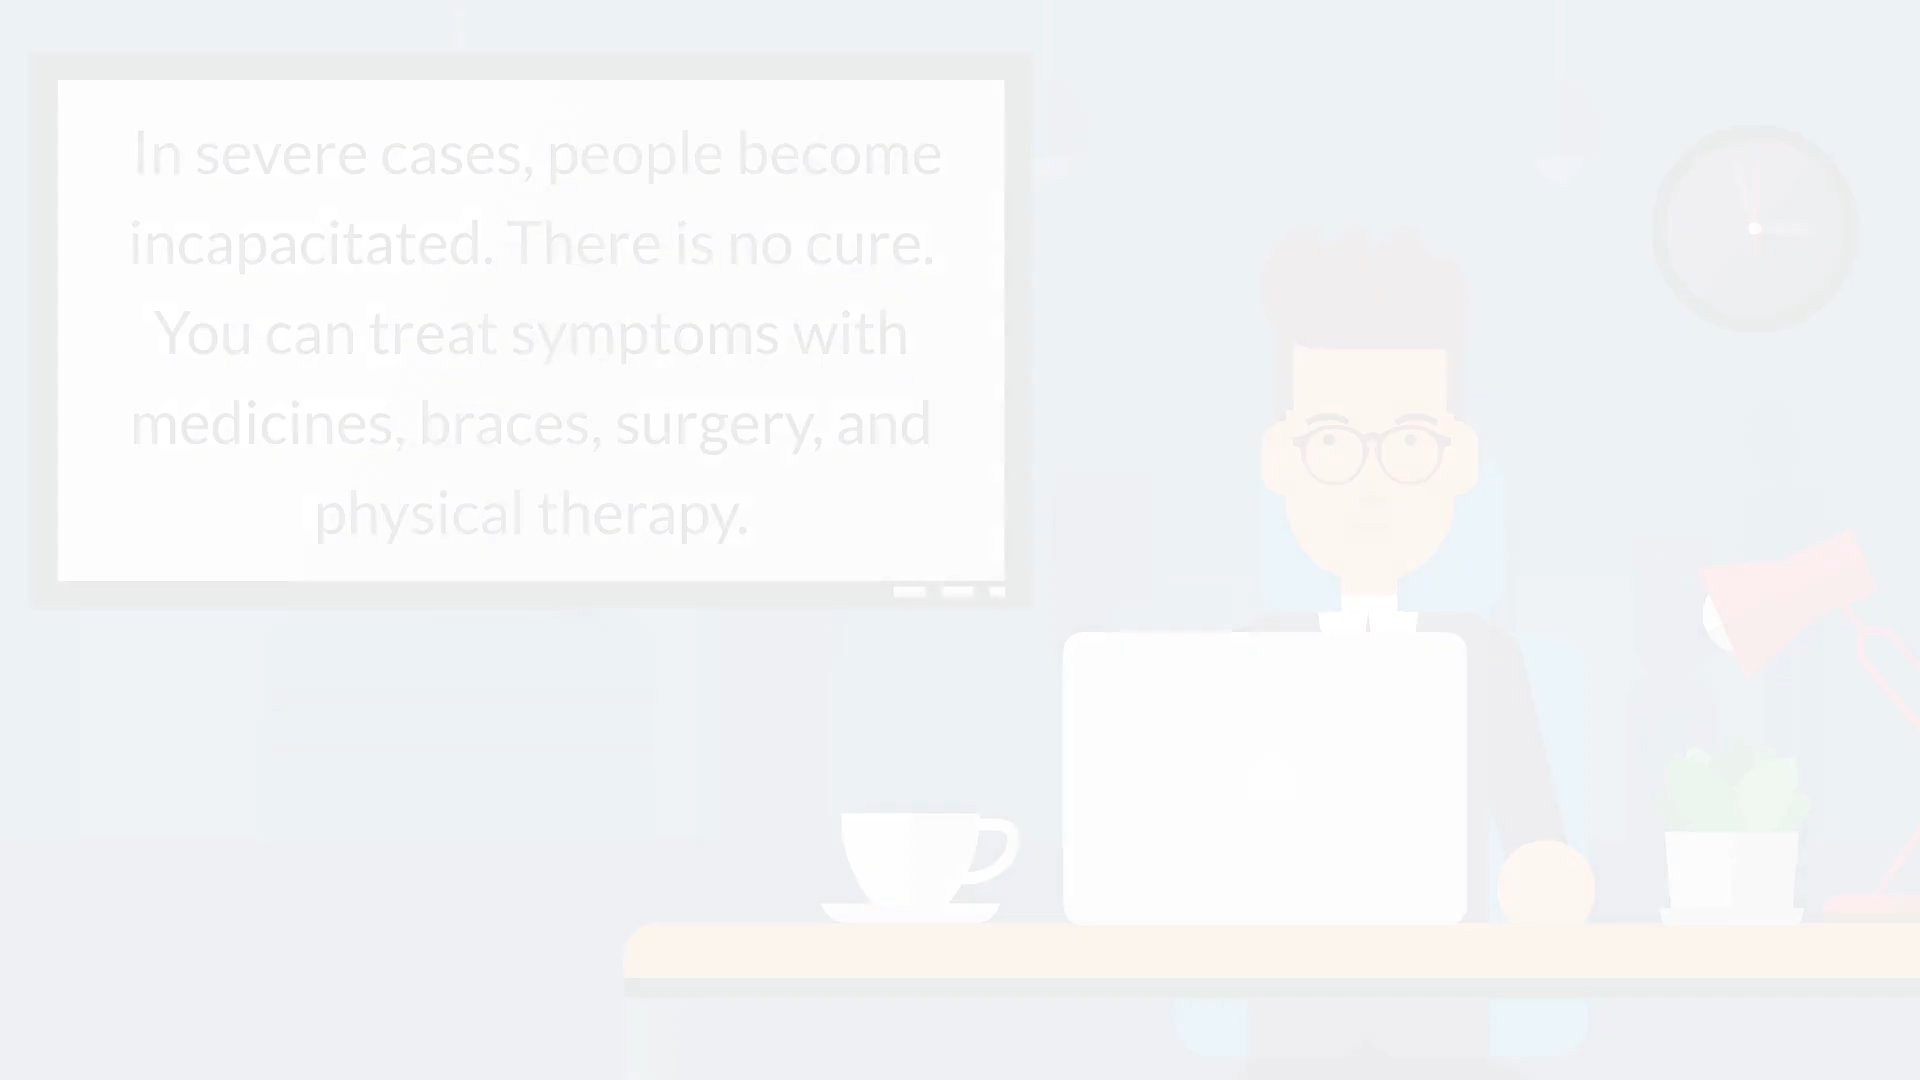 In severe cases, people become
incapacitated. There is no cure.
You can treat symptoms with
medicines, braces, surgery, and
physical therapy.